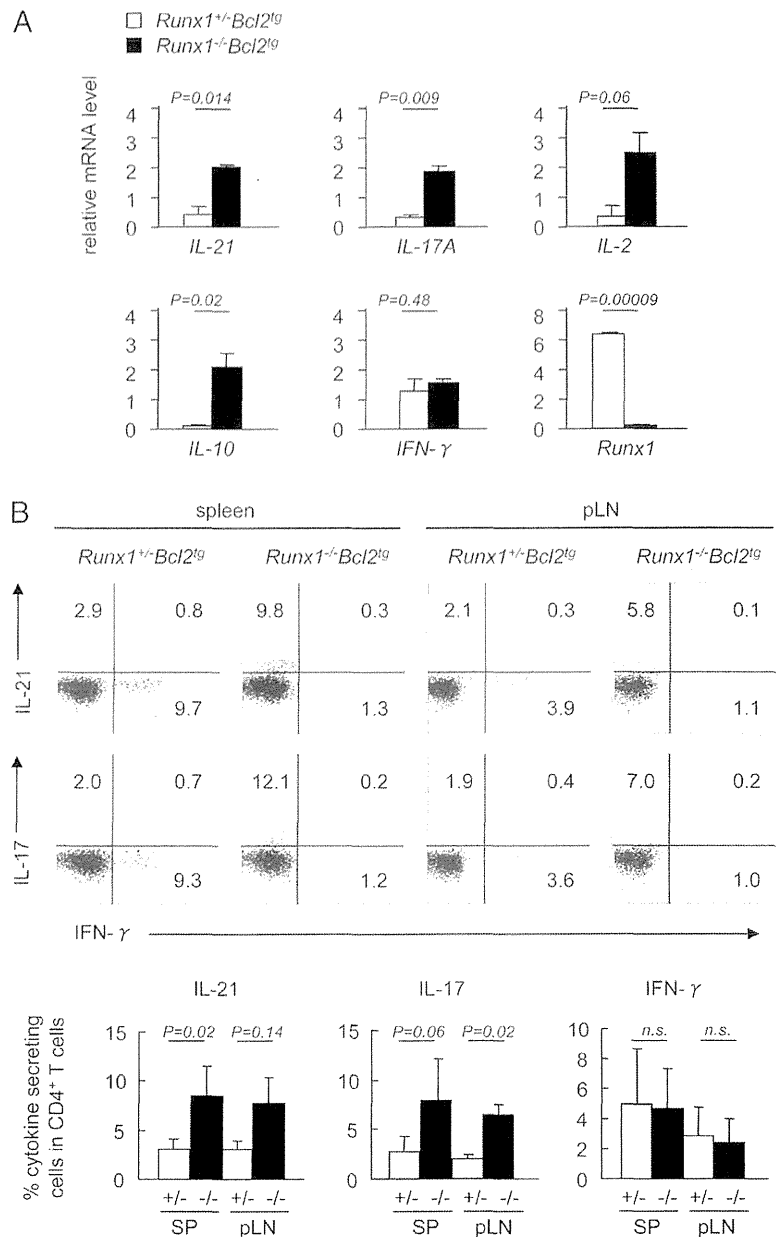 A
Runx1+/-Bcl2tg
Runx1-/-Bcl2tg
relative mRNA level
P=0.014
4
3
2
1
0
IL-21
P=0.009
4
3
2
1
0
IL-17A
P=0.06
4
3
2
1
0
IL-2
P=0.02
4
3
2
1
0
IL-10
P=0.48
4
3
2
1
0
IFN-γ
P=0.00009
8
6
4
2
0
Runx1
B
spleen
pLN
Runx1+/-Bcl2tg
Runx1-/-Bcl2tg
Runx1+/-Bcl2tg
Runx1-/-Bcl2tg
IL-21
2.9
0.8
9.7
9.8
0.3
1.3
2.1
0.3
3.9
5.8
0.1
1.1
IL-17
2.0
0.7
9.3
12.1
0.2
1.2
1.9
0.4
3.6
7.0
0.2
1.0
IFN-γ
% cytokine secreting
cells in CD4+ T cells
IL-21
15
10
5
0
P=0.02
P=0.14
+/- -/- +/- -/-
SP
pLN
IL-17
15
10
5
0
P=0.06
P=0.02
+/- -/- +/- -/-
SP
pLN
IFN-γ
10
8
6
4
2
0
n.s.
n.s.
+/- -/- +/- -/-
SP
pLN